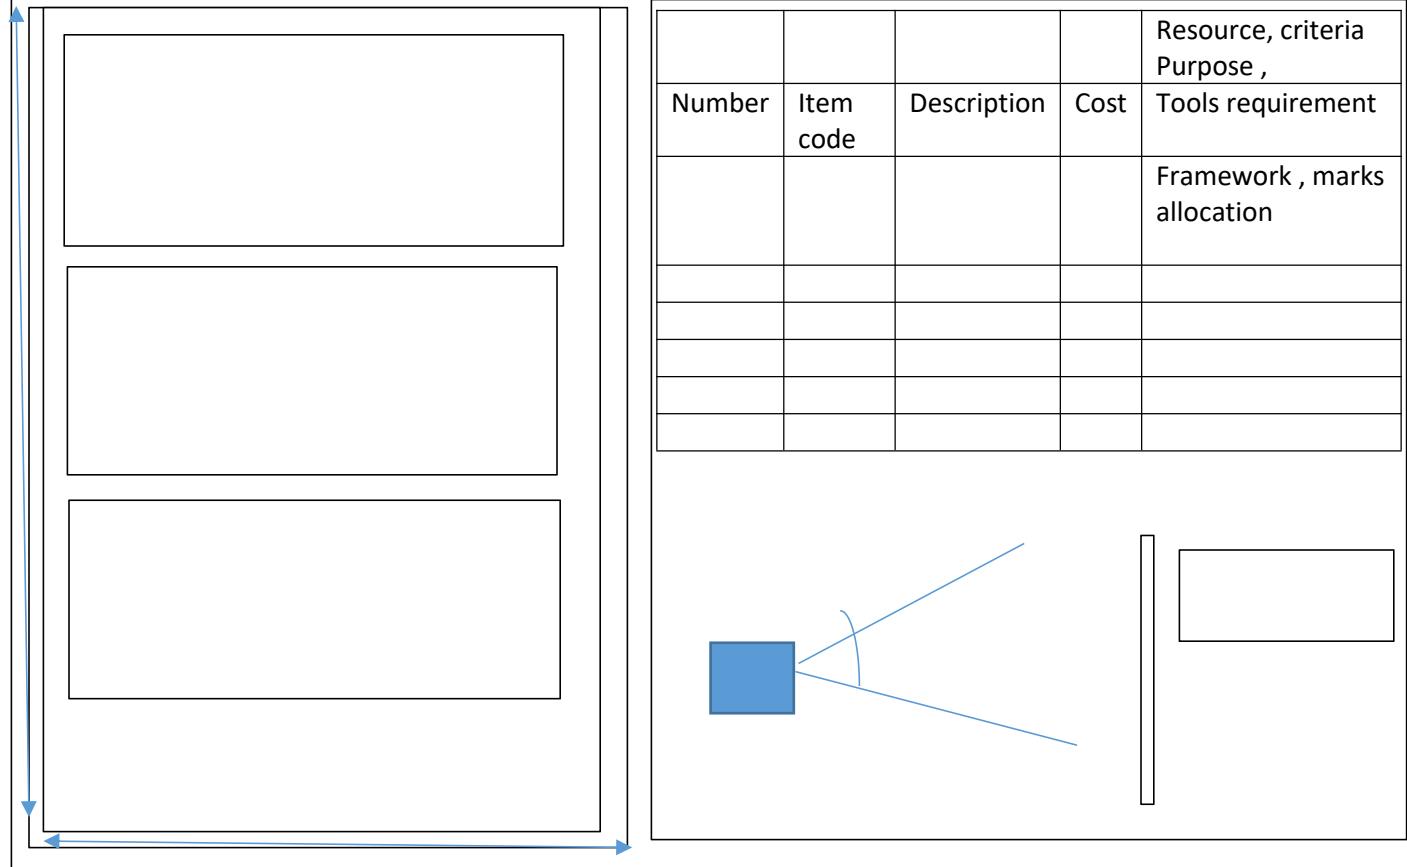 Resource, criteria
Purpose ,
Number
Item
code
Description
Cost
Tools requirement
Framework , marks
allocation